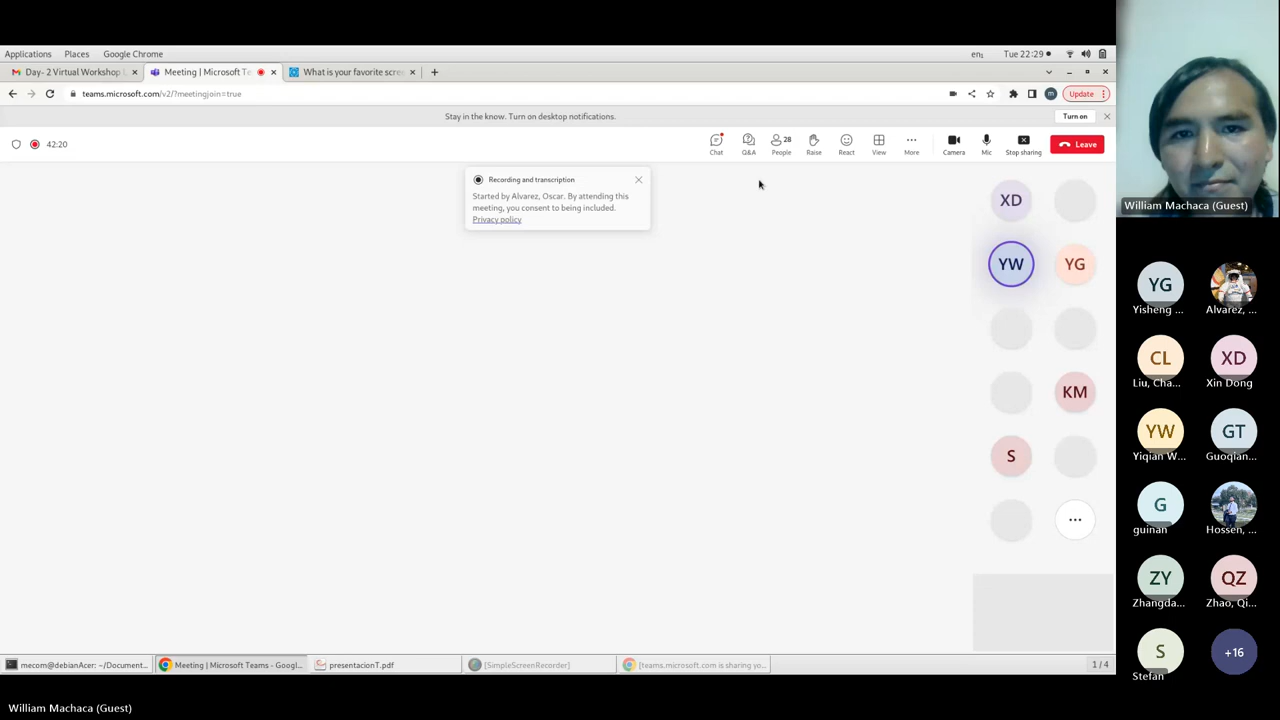 Applications Places Google Chrome en₁ Tue 22:29
Day- 2 Virtual Workshop Meeting | Microsoft Te What is your favorite scre
teams.microsoft.com/v2/?meetingjoin=true m Update
Stay in the know. Turn on desktop notifications. Turn on
42:20 Chat Q&A People 28 Raise React View More Camera Mic Stop sharing Leave
Recording and transcription
Started by Alvarez, Oscar. By attending this
meeting, you consent to being included.
Privacy policy
XD
YW YG
KM
S
...
William Machaca (Guest)
YG
Yisheng ... Alvarez, ...
CL XD
Liu, Cha... Xin Dong
YW GT
Yiqian W... Guoqian...
G
guinan Hossen, ...
ZY QZ
Zhangda... Zhao, Qi...
S +16
Stefan
mecom@debianAcer: ~/Document... Meeting | Microsoft Teams - Googl... presentacionT.pdf [SimpleScreenRecorder] [teams.microsoft.com is sharing yo... 1 / 4
William Machaca (Guest)